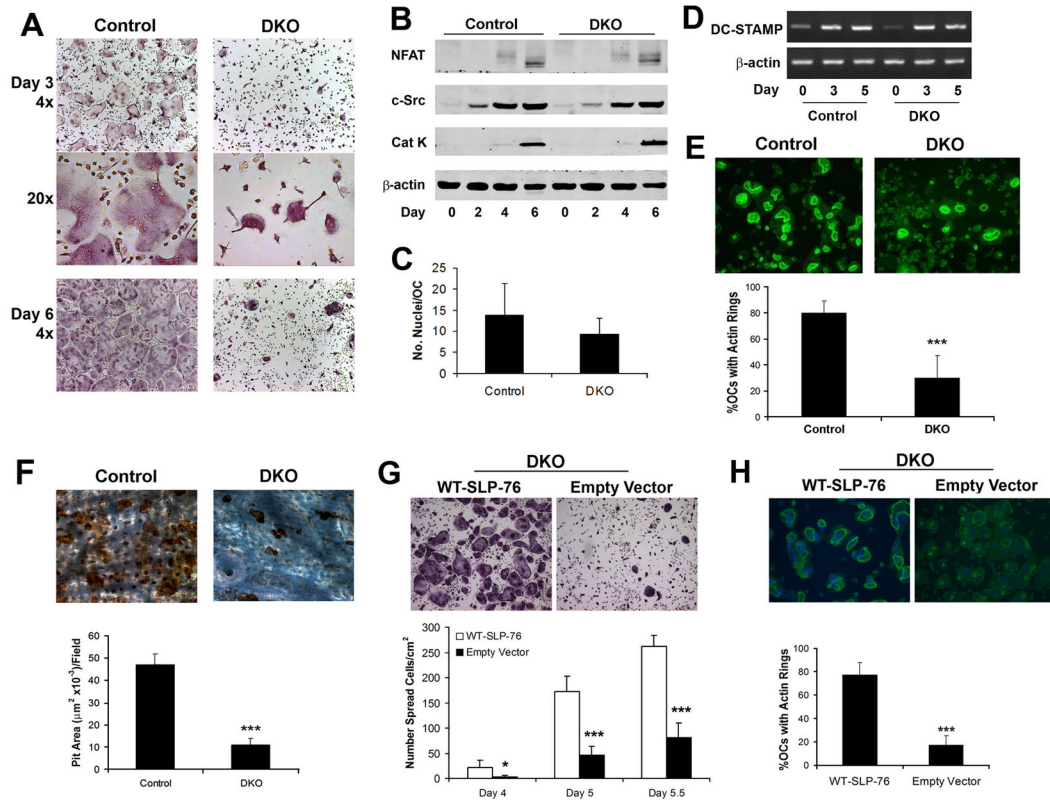 A
Control DKO
Day 3
4x
20x
Day 6
4x
B
Control DKO
NFAT
c-Src
Cat K
β-actin
Day 0 2 4 6 0 2 4 6
C
No. Nuclei/OC
25
20
15
10
5
0
Control DKO
D
DC-STAMP
β-actin
0 3 5 0 3 5
Day
Control DKO
E
Control DKO
%OCs with Actin Rings
100
80
60
40
20
0
***
Control DKO
F
Control DKO
Pit Area (μm² x10⁻³)/Field
60
50
40
30
20
10
0
***
Control DKO
G
DKO
WT-SLP-76 Empty Vector
Number Spread Cells/cm²
300
250
200
150
100
50
0
WT-SLP-76
Empty Vector
*
***
***
Day 4 Day 5 Day 5.5
H
DKO
WT-SLP-76 Empty Vector
%OCs with Actin Rings
100
80
60
40
20
0
***
WT-SLP-76 Empty Vector